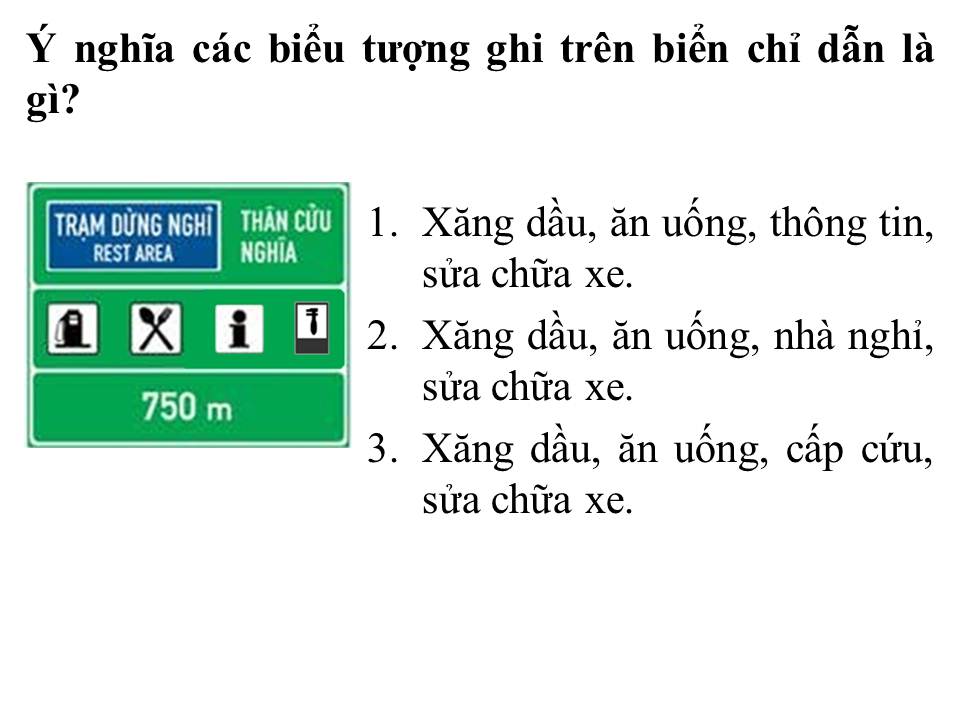 Ý nghĩa các biểu tượng ghi trên biển chỉ dẫn là
gì?
TRẠM DỪNG NGHỈ
REST AREA
THÂN CỬU
NGHĨA
750 m
1. Xăng dầu, ăn uống, thông tin,
sửa chữa xe.
2. Xăng dầu, ăn uống, nhà nghỉ,
sửa chữa xe.
3. Xăng dầu, ăn uống, cấp cứu,
sửa chữa xe.